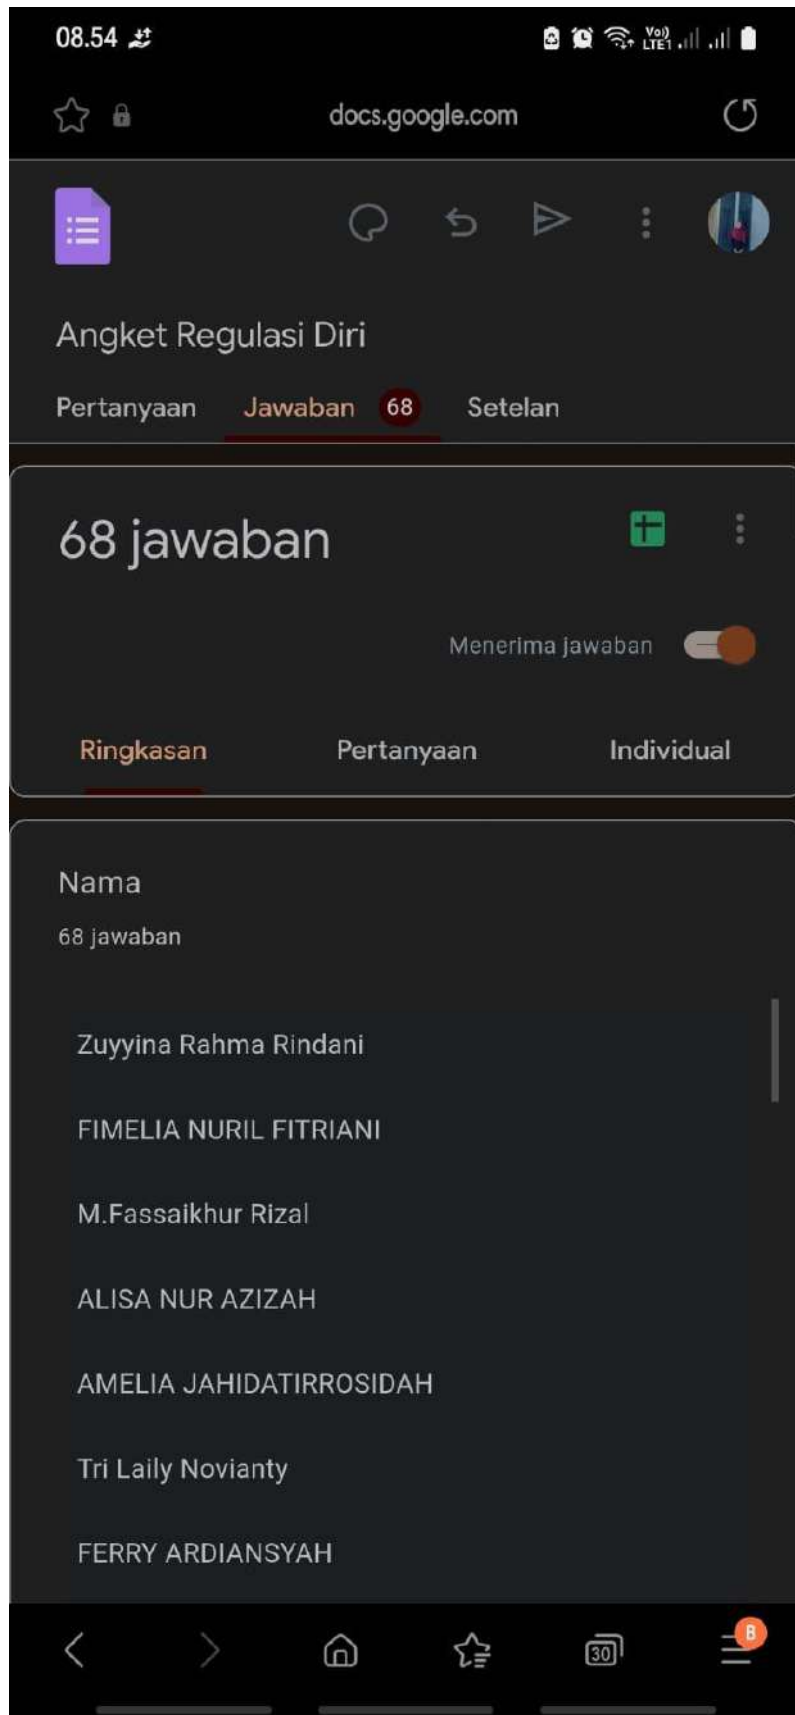 08.54
Vo)) LTE1
docs.google.com
Angket Regulasi Diri
Pertanyaan Jawaban 68 Setelan
68 jawaban
Menerima jawaban
Ringkasan Pertanyaan Individual
Nama
68 jawaban
Zuyyina Rahma Rindani
FIMELIA NURIL FITRIANI
M.Fassaikhur Rizal
ALISA NUR AZIZAH
AMELIA JAHIDATIRROSIDAH
Tri Laily Novianty
FERRY ARDIANSYAH
30 B